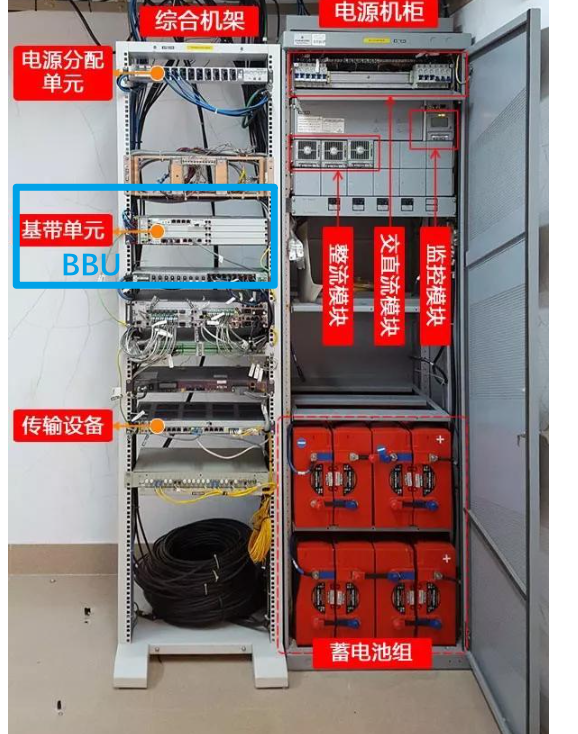 综合机架
电源机柜
电源分配
单元
基带单元
BBU
整流模块
交直流模块
监控模块
传输设备
蓄电池组